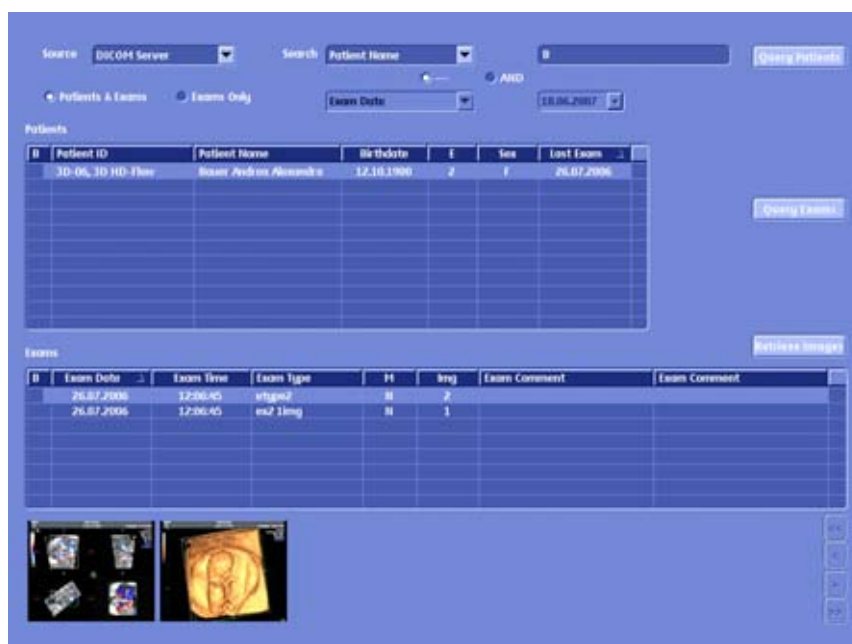 Source DICOM Server Search Patient Name B Query Patients
--- AND
Patients & Exams Exams Only Exam Date 18.06.2007
Patients
B Patient ID Patient Name Birthdate E Sex Last Exam
3D-06, 3D HD-Flow Bauer Andrea Alexandra 12.10.1900 2 F 26.07.2006
Query Exams
Retrieve Images
Exams
B Exam Date Exam Time Exam Type M Img Exam Comment Exam Comment
26.07.2006 12:06:45 N 2
26.07.2006 12:06:45 ex2 1img N 1
<<
<
>
>>